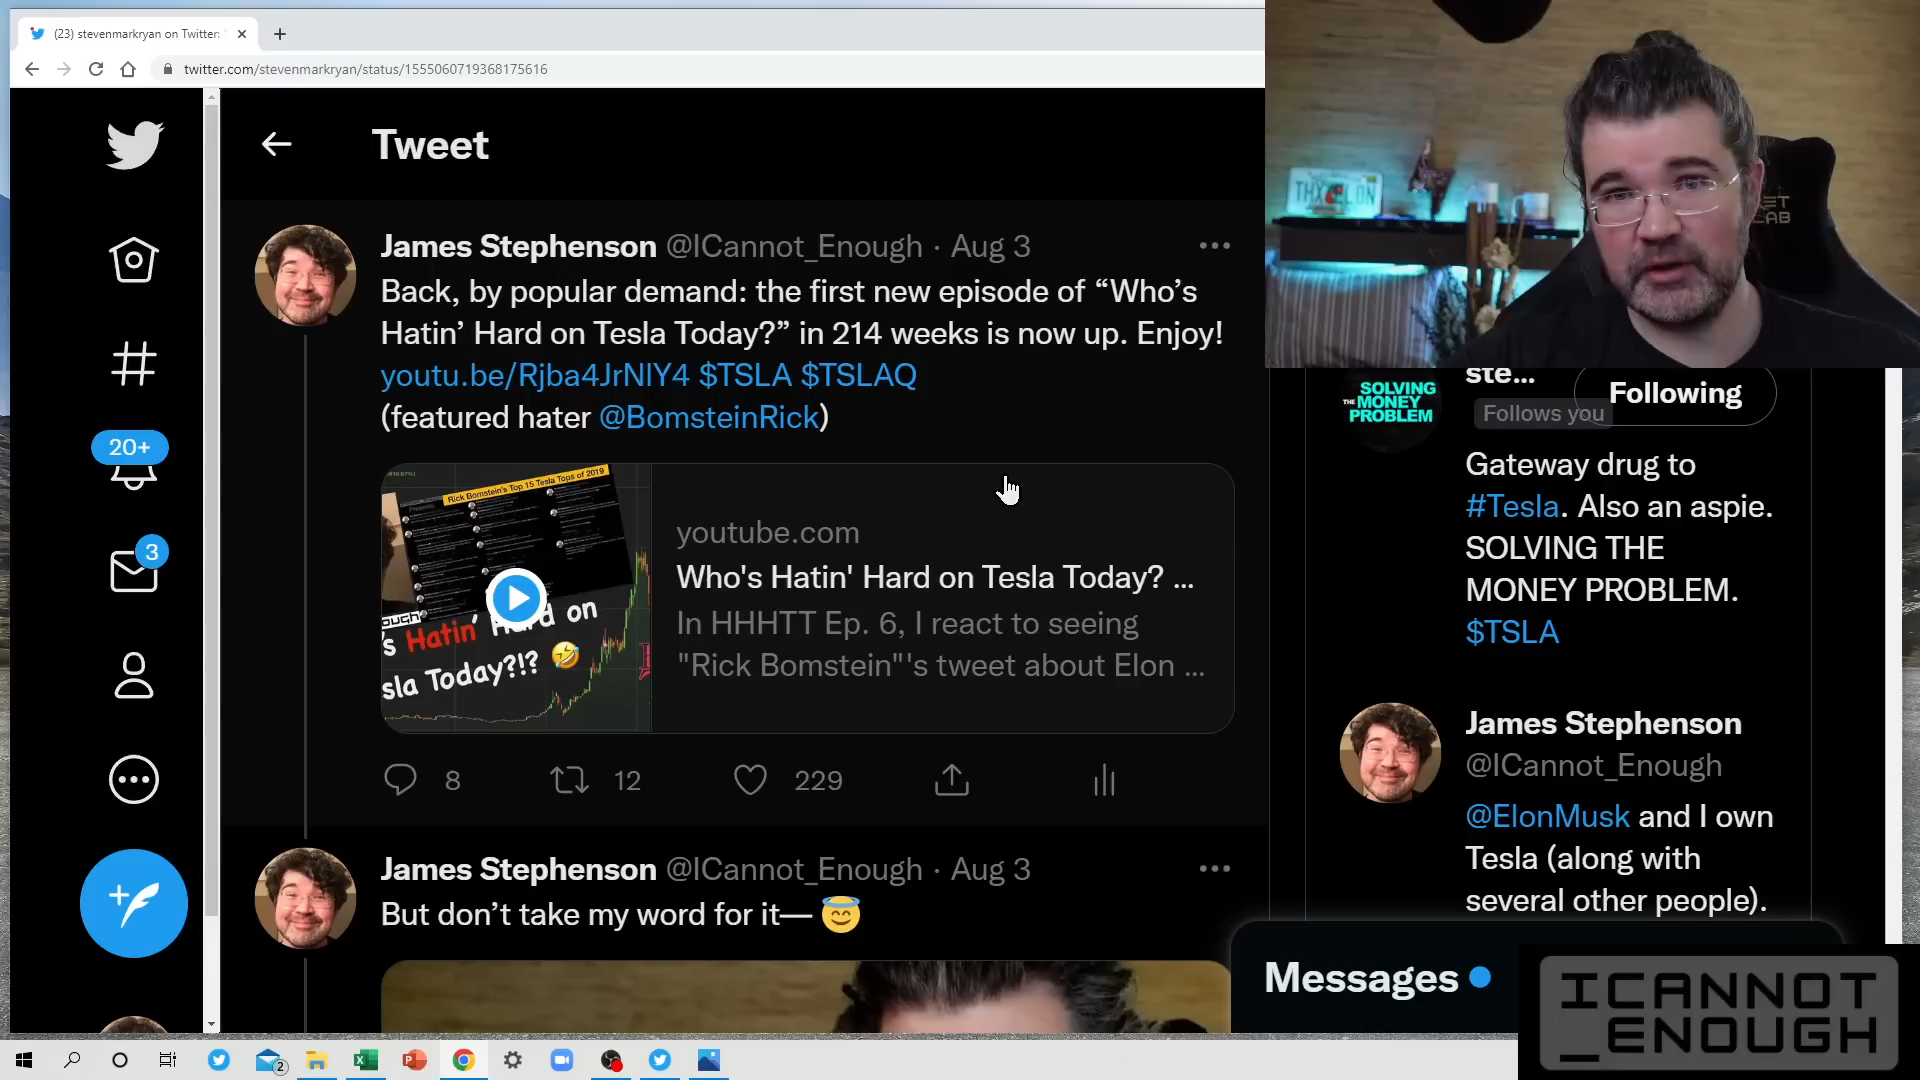 (23) stevenmarkryan on Twitter:
twitter.com/stevenmarkryan/status/1555060719368175616
Tweet
James Stephenson @ICannot_Enough · Aug 3
Back, by popular demand: the first new episode of “Who’s
Hatin’ Hard on Tesla Today?” in 214 weeks is now up. Enjoy!
youtu.be/Rjba4JrNlY4 $TSLA $TSLAQ
(featured hater @BomsteinRick)
Rick Bomstein's Top 15 Tesla Tops of 2019
's Hatin' Hard on
sla Today?!? 🤣
youtube.com
Who's Hatin' Hard on Tesla Today? ...
In HHHTT Ep. 6, I react to seeing
"Rick Bomstein"'s tweet about Elon ...
8
12
229
James Stephenson @ICannot_Enough · Aug 3
But don’t take my word for it— 😇
20+
3
THX ELON
SOLVING
THE MONEY
PROBLEM
ste...
Follows you
Following
Gateway drug to
#Tesla. Also an aspie.
SOLVING THE
MONEY PROBLEM.
$TSLA
James Stephenson
@ICannot_Enough
@ElonMusk and I own
Tesla (along with
several other people).
Messages
ICANNOT
_ENOUGH
2